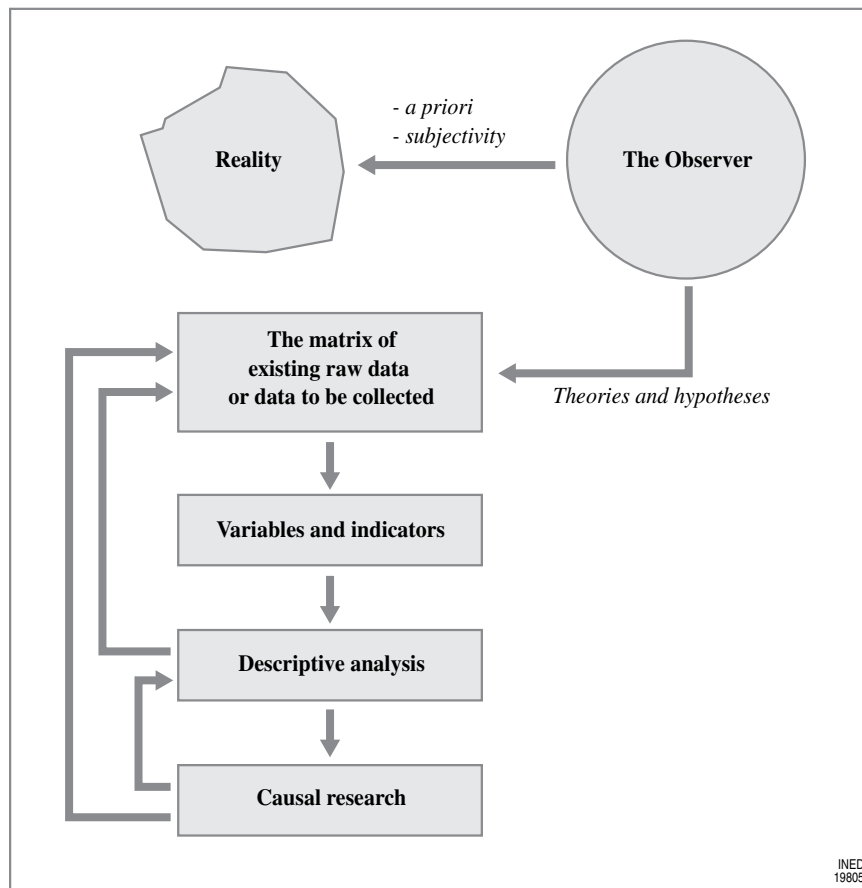 - a priori
- subjectivity
Reality
The Observer
The matrix of
existing raw data
or data to be collected
Theories and hypotheses
Variables and indicators
Descriptive analysis
Causal research
INED
19805